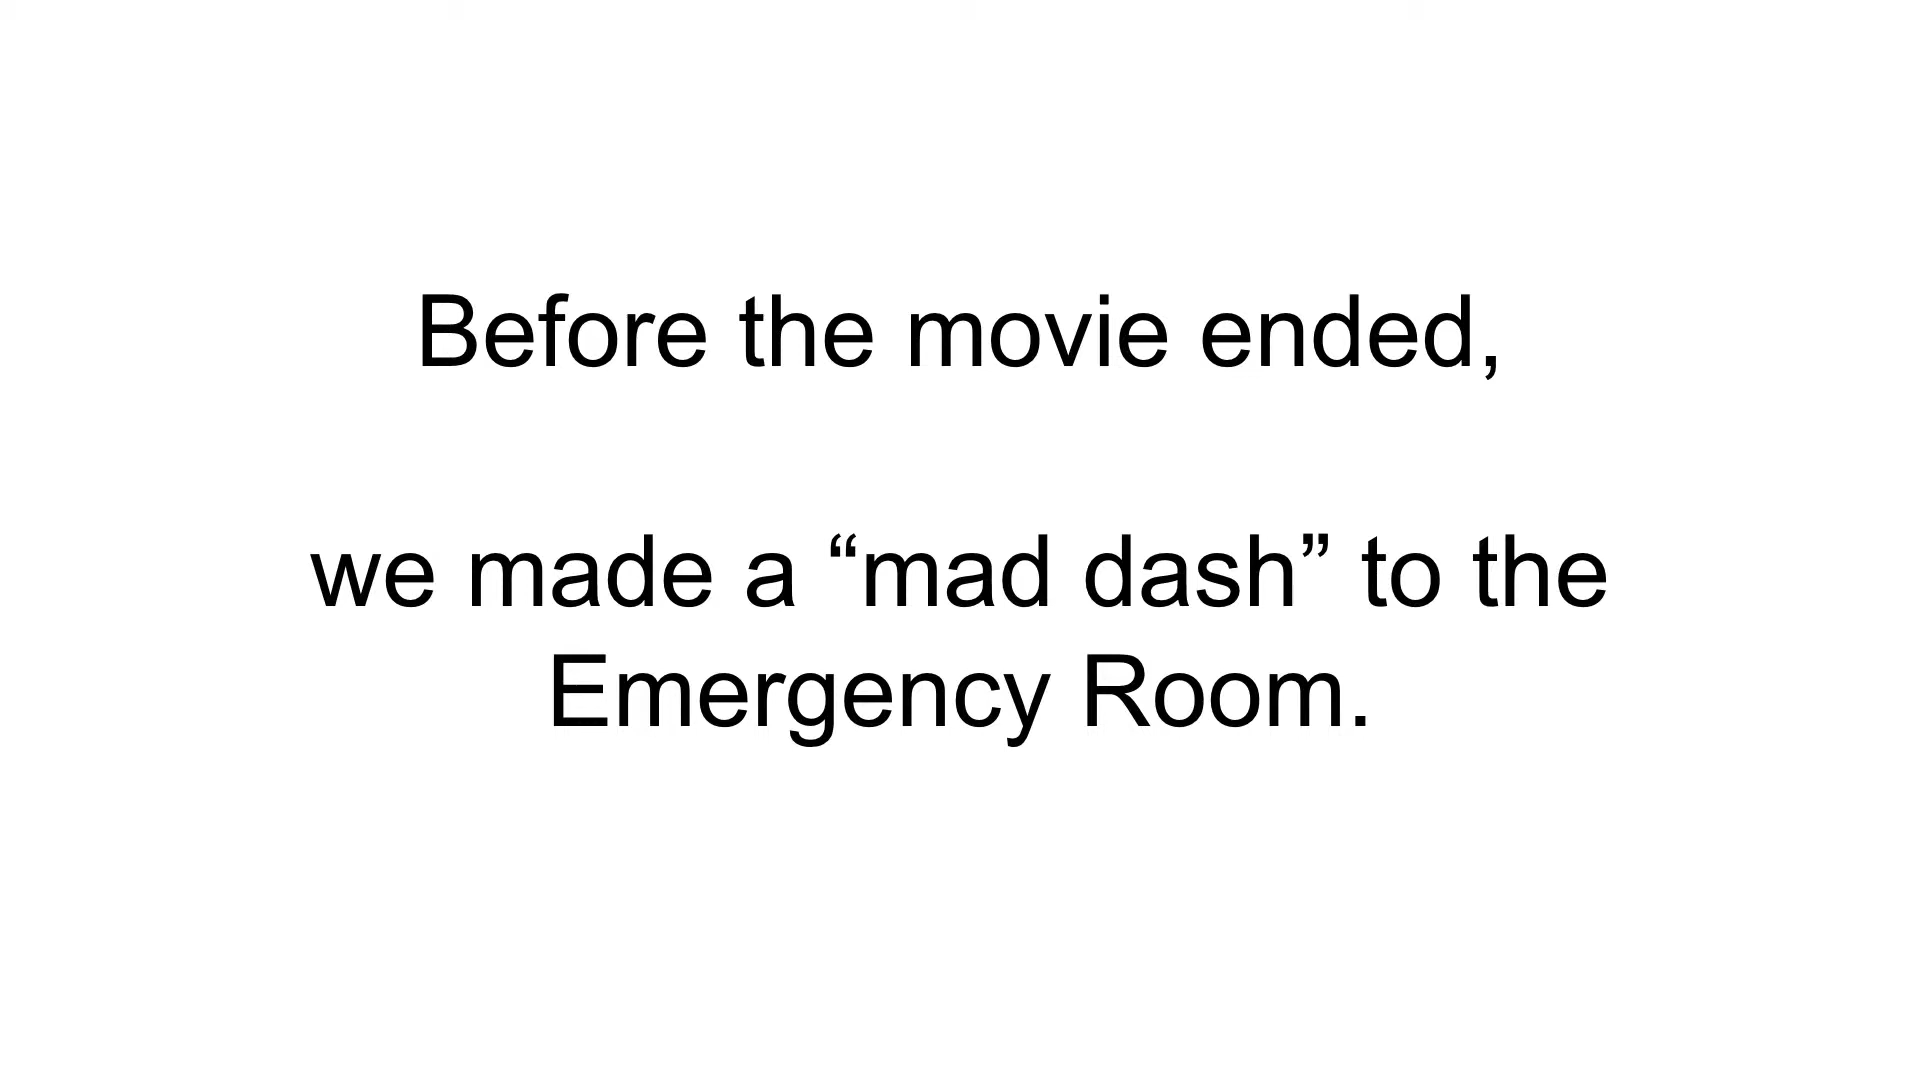 Before the movie ended,
we made a “mad dash” to the
Emergency Room.